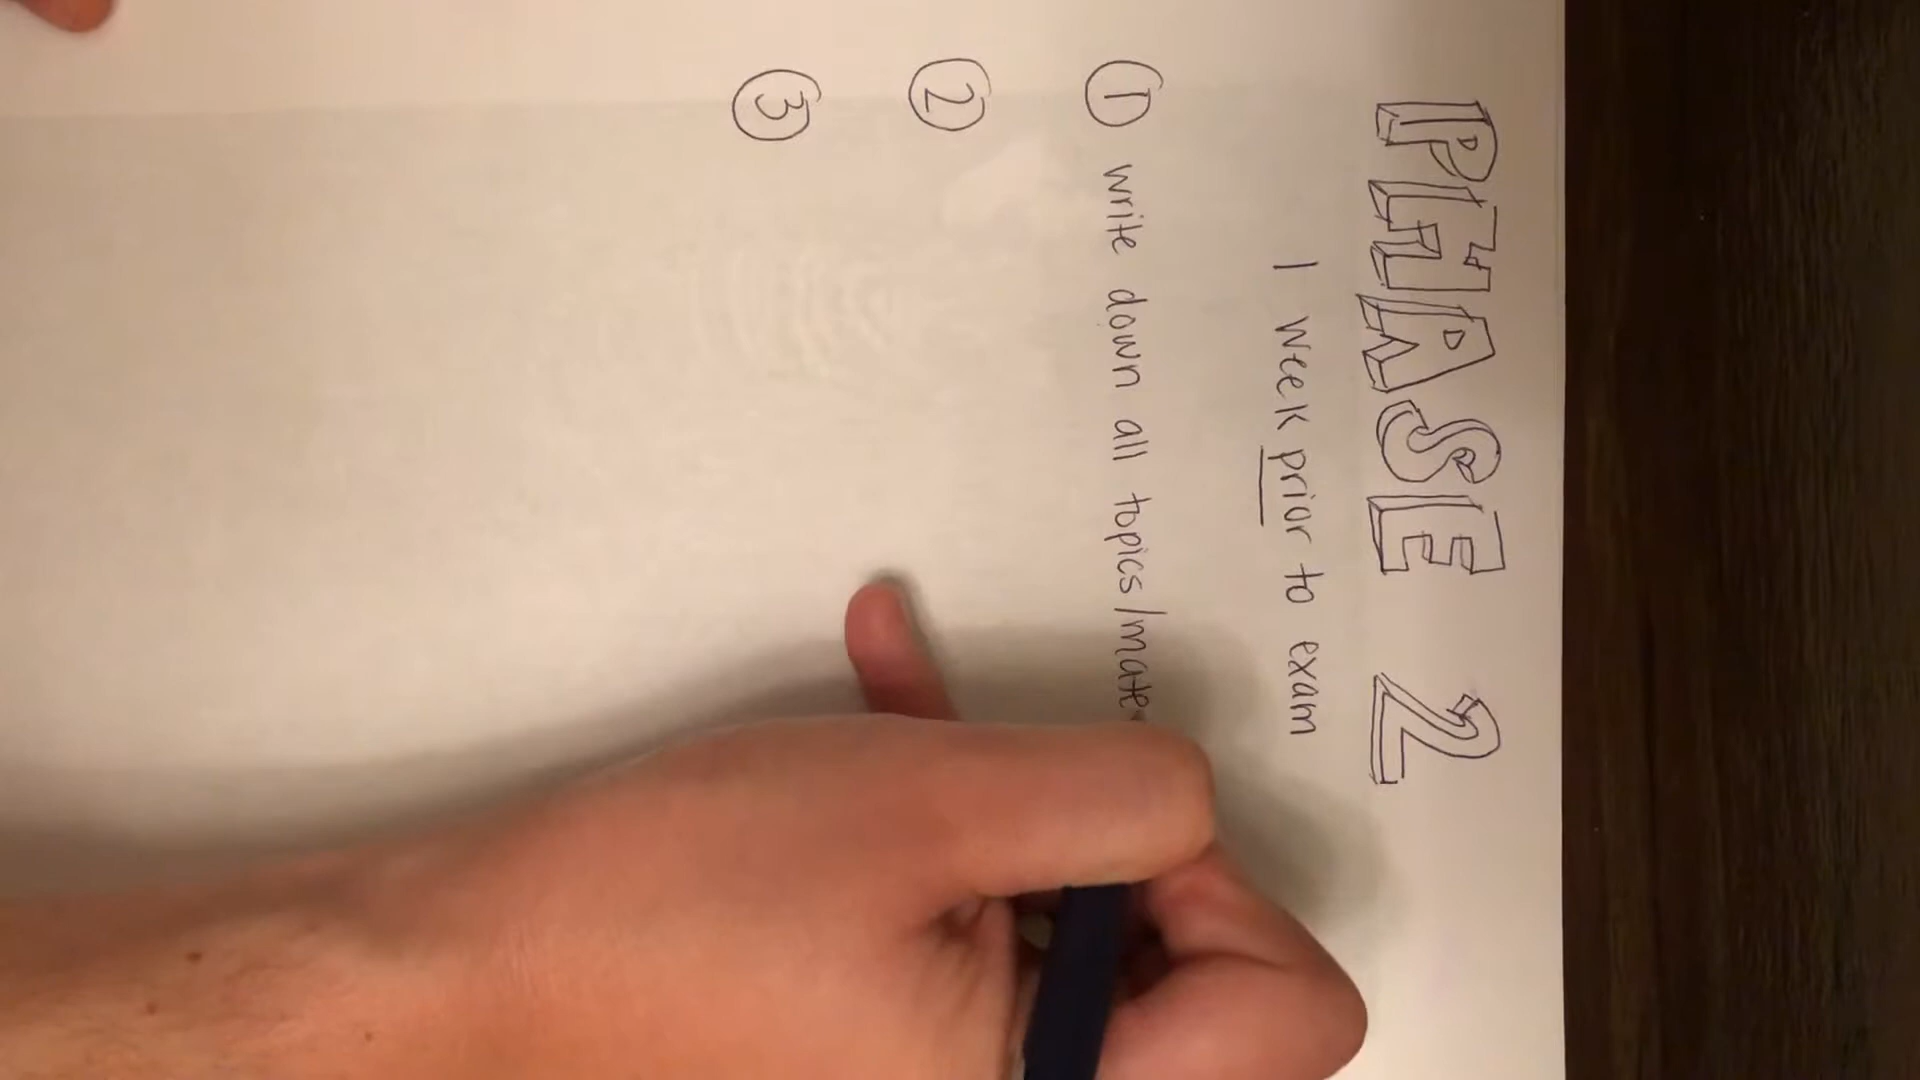 PHASE 2
1 week prior to exam
① write down all topics/mate
②
③